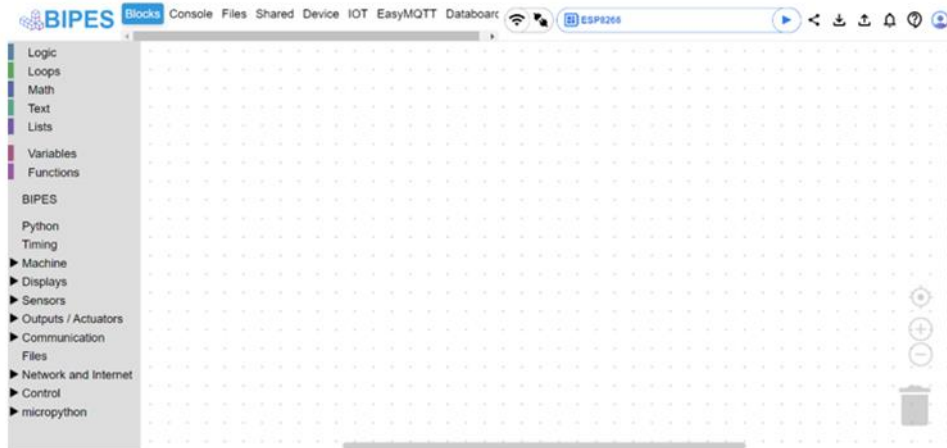 BIPES Blocks Console Files Shared Device IOT EasyMQTT Databoarc ESP8266
Logic
Loops
Math
Text
Lists
Variables
Functions
BIPES
Python
Timing
Machine
Displays
Sensors
Outputs / Actuators
Communication
Files
Network and Internet
Control
micropython